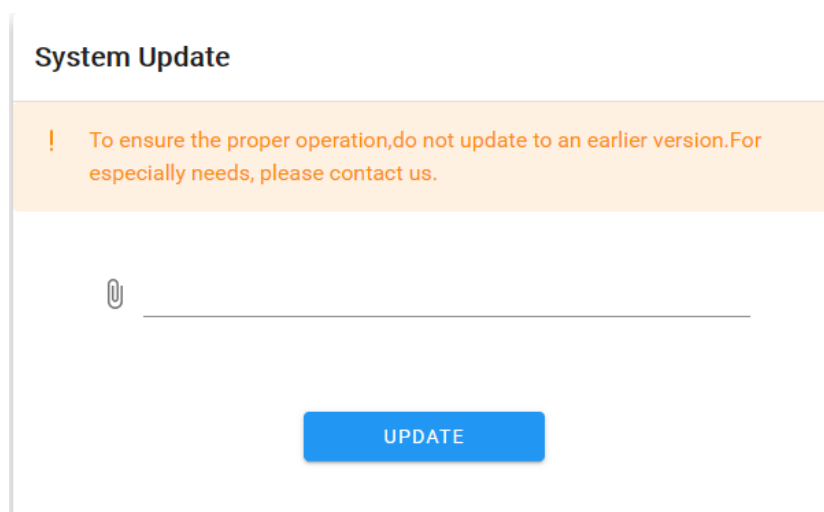 System Update
! To ensure the proper operation,do not update to an earlier version.For
especially needs, please contact us.
UPDATE